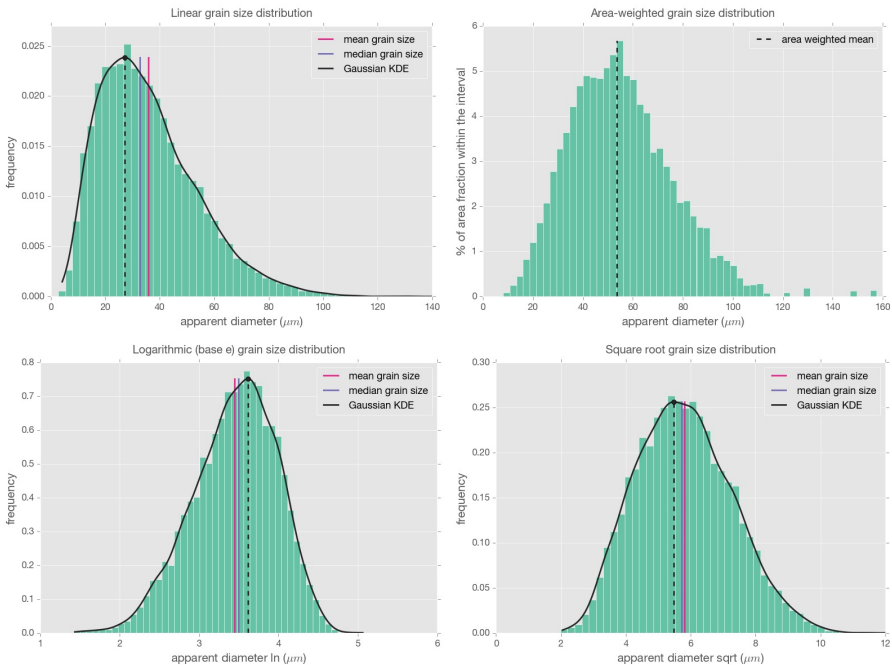 Linear grain size distribution
mean grain size
median grain size
Gaussian KDE
frequency
0.025
0.020
0.015
0.010
0.005
0.000
0 20 40 60 80 100 120 140
apparent diameter (μm)
Area-weighted grain size distribution
area weighted mean
% of area fraction within the interval
6
5
4
3
2
1
0
0 20 40 60 80 100 120 140 160
apparent diameter (μm)
Logarithmic (base e) grain size distribution
mean grain size
median grain size
Gaussian KDE
frequency
0.8
0.7
0.6
0.5
0.4
0.3
0.2
0.1
0.0
1 2 3 4 5 6
apparent diameter ln (μm)
Square root grain size distribution
mean grain size
median grain size
Gaussian KDE
frequency
0.30
0.25
0.20
0.15
0.10
0.05
0.00
0 2 4 6 8 10 12
apparent diameter sqrt (μm)